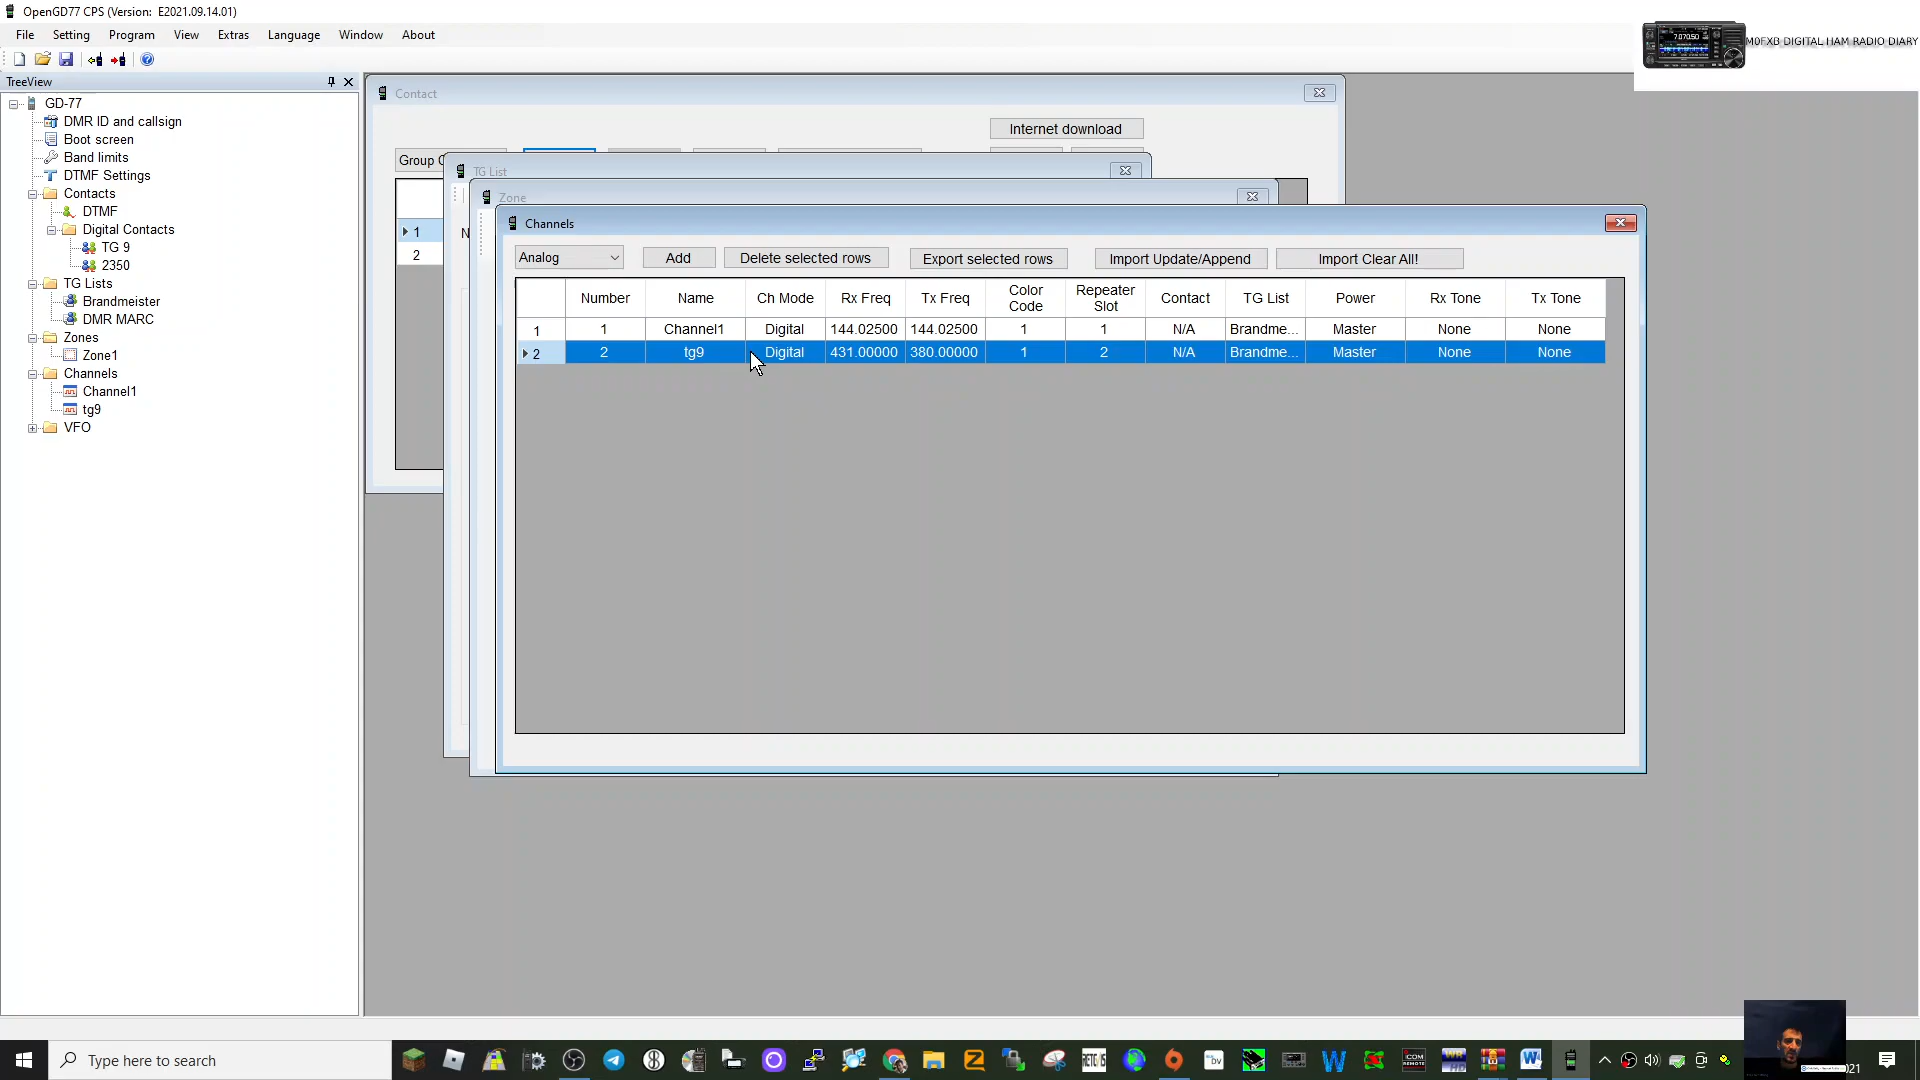 OpenGD77 CPS (Version: E2021.09.14.01)
File Setting Program View Extras Language Window About
7.070.50
M0FXB DIGITAL HAM RADIO DIARY
TreeView
GD-77
DMR ID and callsign
Boot screen
Band limits
DTMF Settings
Contacts
DTMF
Digital Contacts
TG 9
2350
TG Lists
Brandmeister
DMR MARC
Zones
Zone1
Channels
Channel1
tg9
VFO
Contact
Internet download
Group C
1
2
TG List
N
Zone
Channels
Analog Add Delete selected rows Export selected rows Import Update/Append Import Clear All!
Number Name Ch Mode Rx Freq Tx Freq Color Code Repeater Slot Contact TG List Power Rx Tone Tx Tone
1 1 Channel1 Digital 144.02500 144.02500 1 1 N/A Brandme... Master None None
2 2 tg9 Digital 431.00000 380.00000 1 2 N/A Brandme... Master None None
Type here to search